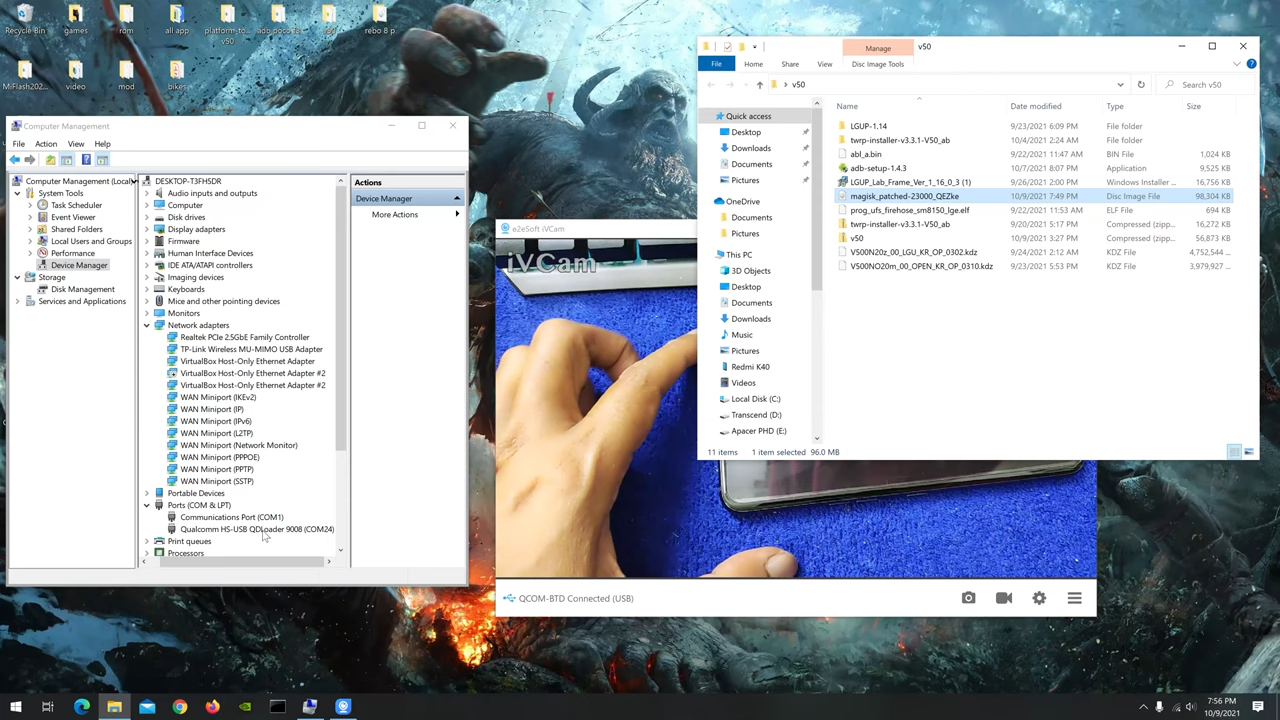 Recycle Bin
games
rom
all app
platform-to...
v50
rebo 8 p...
MiFlash202...
video
mod
bikes
Computer Management
File Action View Help
Computer Management (Local)
System Tools
Task Scheduler
Event Viewer
Shared Folders
Local Users and Groups
Performance
Device Manager
Storage
Disk Management
Services and Applications
DESKTOP-T3FH5DR
Audio inputs and outputs
Computer
Disk drives
Display adapters
Firmware
Human Interface Devices
IDE ATA/ATAPI controllers
Imaging devices
Keyboards
Mice and other pointing devices
Monitors
Network adapters
Realtek PCIe 2.5GbE Family Controller
TP-Link Wireless MU-MIMO USB Adapter
VirtualBox Host-Only Ethernet Adapter
VirtualBox Host-Only Ethernet Adapter #2
VirtualBox Host-Only Ethernet Adapter #2
WAN Miniport (IKEv2)
WAN Miniport (IP)
WAN Miniport (IPv6)
WAN Miniport (L2TP)
WAN Miniport (Network Monitor)
WAN Miniport (PPPOE)
WAN Miniport (PPTP)
WAN Miniport (SSTP)
Portable Devices
Ports (COM & LPT)
Communications Port (COM1)
Qualcomm HS-USB QDLoader 9008 (COM24)
Print queues
Processors
Actions
Device Manager
More Actions
e2eSoft iVCam
iVCam
QCOM-BTD Connected (USB)
Manage
v50
File Home Share View Disc Image Tools
v50
Search v50
Quick access
Desktop
Downloads
Documents
Pictures
OneDrive
Documents
Pictures
This PC
3D Objects
Desktop
Documents
Downloads
Music
Pictures
Redmi K40
Videos
Local Disk (C:)
Transcend (D:)
Apacer PHD (E:)
Name Date modified Type Size
LGUP-1.14 9/23/2021 6:09 PM File folder
twrp-installer-v3.3.1-V50_ab 10/4/2021 2:24 AM File folder
abl_a.bin 9/22/2021 11:47 AM BIN File 1,024 KB
adb-setup-1.4.3 10/7/2021 8:07 PM Application 9,525 KB
LGUP_Lab_Frame_Ver_1_16_0_3 (1) 9/26/2021 2:00 PM Windows Installer ... 16,756 KB
magisk_patched-23000_QEZke 10/9/2021 7:49 PM Disc Image File 98,304 KB
prog_ufs_firehose_sm8150_lge.elf 9/22/2021 11:53 AM ELF File 694 KB
twrp-installer-v3.3.1-V50_ab 9/20/2021 5:17 PM Compressed (zipp... 16,272 KB
v50 10/9/2021 3:27 PM Compressed (zipp... 56,873 KB
V500N20z_00_LGU_KR_OP_0302.kdz 9/24/2021 2:12 AM KDZ File 4,752,544 ...
V500NO20m_00_OPEN_KR_OP_0310.kdz 9/23/2021 5:53 PM KDZ File 3,979,927 ...
11 items 1 item selected 96.0 MB
7:56 PM
10/9/2021